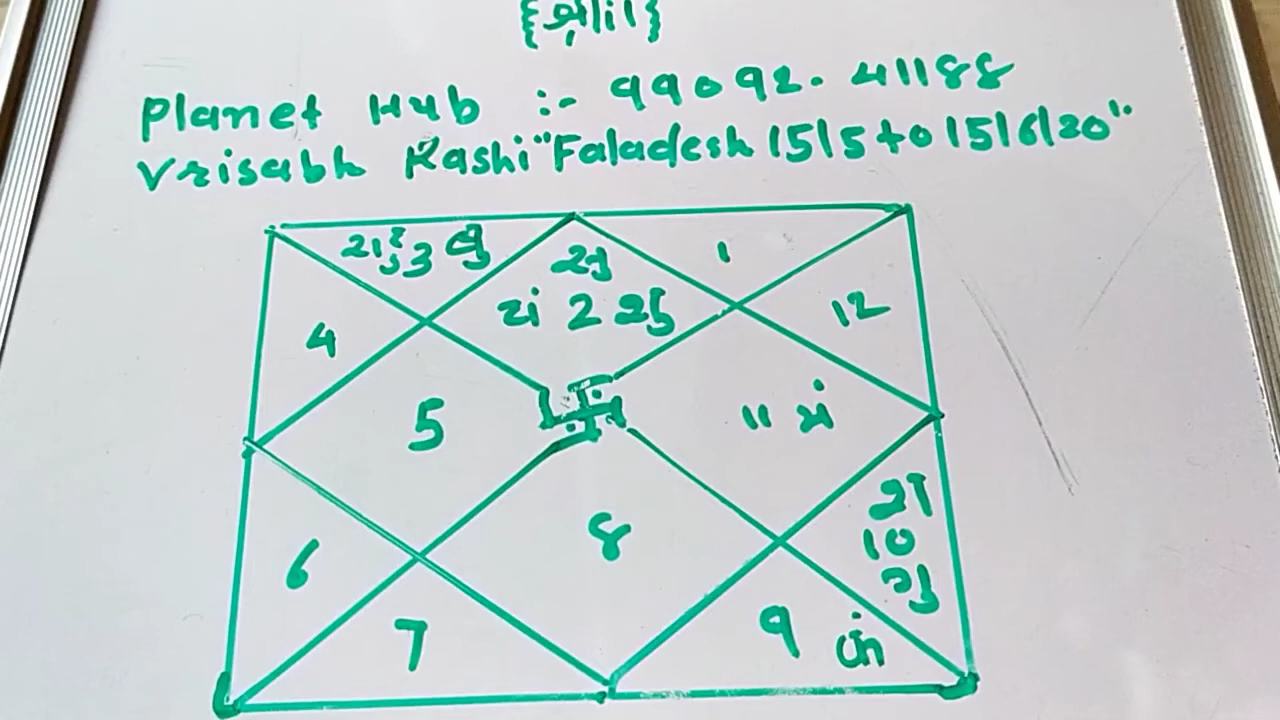 Planet Hub :- 99092. 41188
Vrisabh Rashi "Faladesh 15/5 to 15/6/20"
3
1
2
4
12
5
11 મં
8
10
ગુ
6
7
9